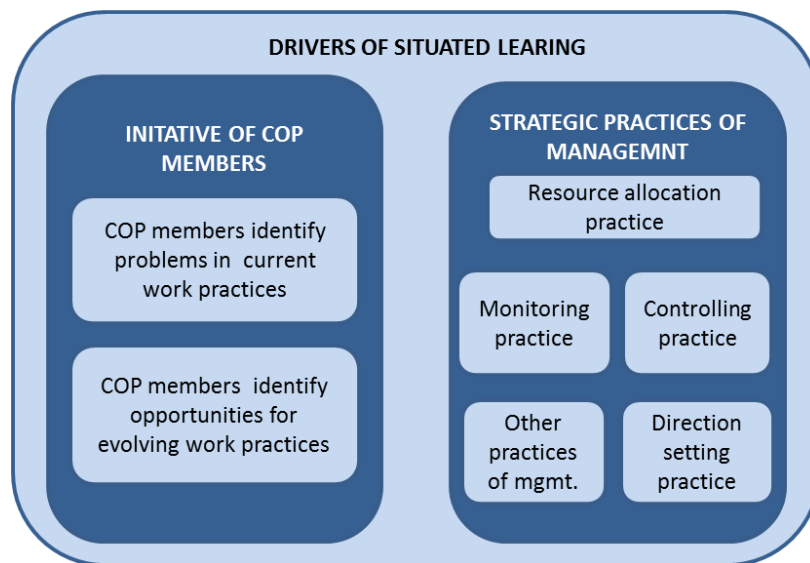 DRIVERS OF SITUATED LEARING
INITATIVE OF COP
MEMBERS
COP members identify
problems in current
work practices
COP members identify
opportunities for
evolving work practices
STRATEGIC PRACTICES OF
MANAGEMNT
Resource allocation
practice
Monitoring
practice
Controlling
practice
Other
practices
of mgmt.
Direction
setting
practice